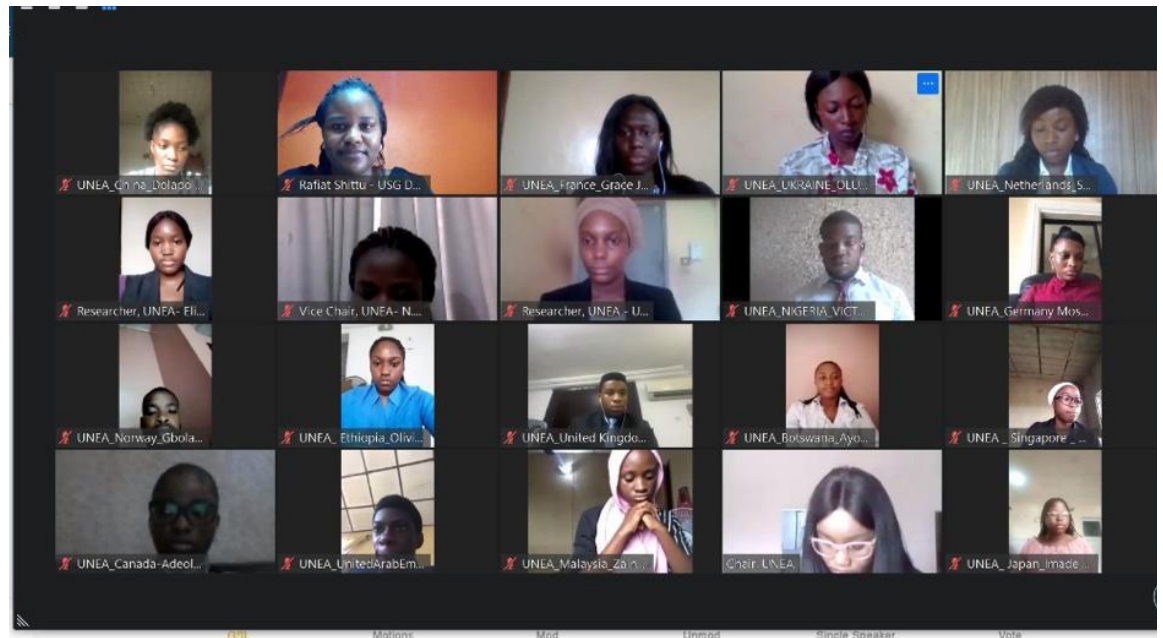 UNEA_China_Dolapo ...
Rafiat Shittu - USG D...
UNEA_France_Grace J...
UNEA_UKRAINE_OLU...
UNEA_Netherlands_S...
Researcher, UNEA- Eli...
Vice Chair, UNEA- N...
Researcher, UNEA - U...
UNEA_NIGERIA_VICT...
UNEA_Germany Mos...
UNEA_Norway_Gbola...
UNEA_ Ethiopia_Olivi...
UNEA_United Kingdo...
UNEA_Botswana_Ayo...
UNEA _ Singapore _ ...
UNEA_Canada-Adeol...
UNEA_UnitedArabEm...
UNEA_Malaysia_Zain...
Chair, UNEA
UNEA_ Japan_Imade ...
GSL Motions Mod Unmod Single Speaker Vote